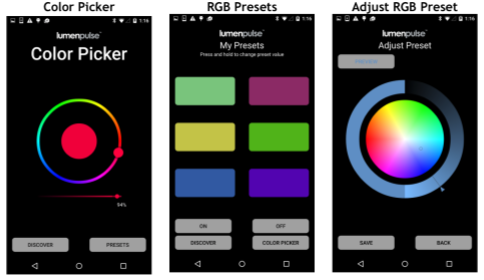 Color Picker
RGB Presets
Adjust RGB Preset
1:16
lumenpulse
Color Picker
54%
DISCOVER
PRESETS
1:16
lumenpulse
My Presets
Press and hold to change preset value
ON
OFF
DISCOVER
COLOR PICKER
1:16
lumenpulse
Adjust Preset
PREVIEW
SAVE
BACK